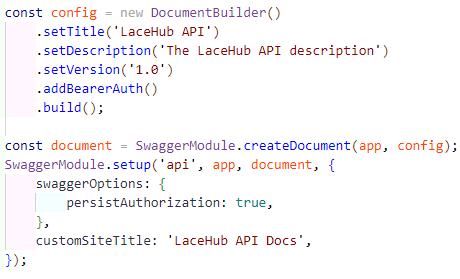 const config = new DocumentBuilder()
    .setTitle('LaceHub API')
    .setDescription('The LaceHub API description')
    .setVersion('1.0')
    .addBearerAuth()
    .build();

const document = SwaggerModule.createDocument(app, config);
SwaggerModule.setup('api', app, document, {
    swaggerOptions: {
        persistAuthorization: true,
    },
    customSiteTitle: 'LaceHub API Docs',
});